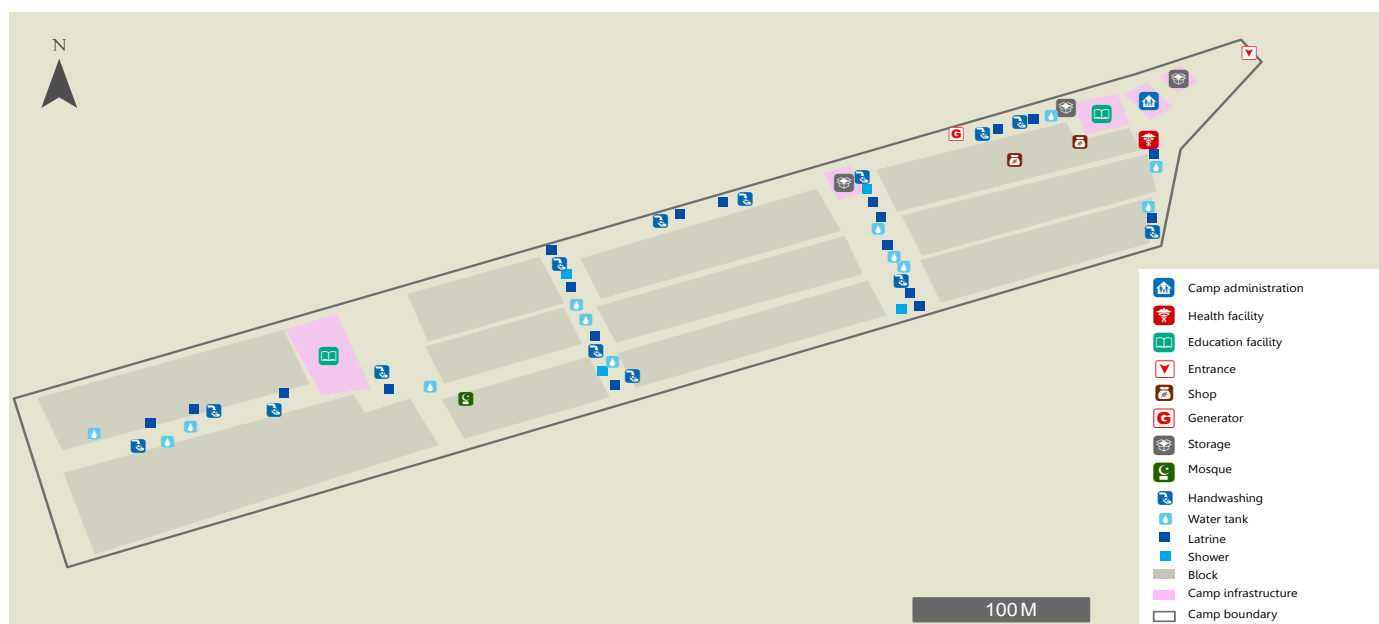 N
G
Camp administration
Health facility
Education facility
Entrance
Shop
G Generator
Storage
Mosque
Handwashing
Water tank
Latrine
Shower
Block
Camp infrastructure
Camp boundary
100 M